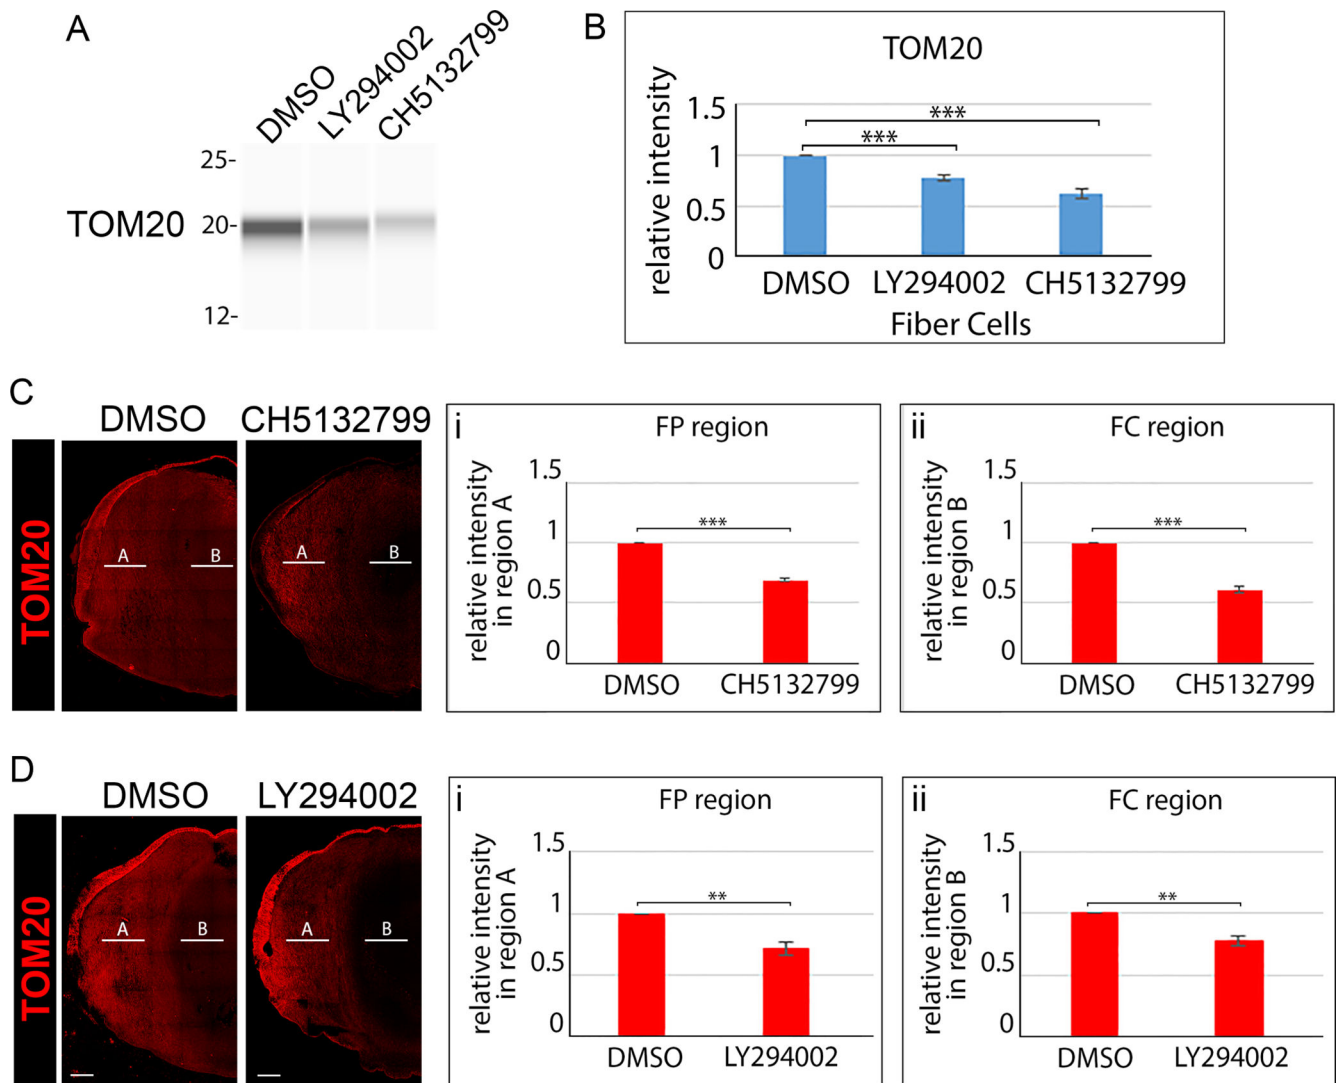 A
DMSO
LY294002
CH5132799
25-
TOM20 20-
12-
B
TOM20
relative intensity
1.5
1
0.5
0
***
***
DMSO LY294002 CH5132799
Fiber Cells
C
DMSO CH5132799
TOM20
A B
A B
i
FP region
relative intensity
in region A
1.5
1
0.5
0
***
DMSO CH5132799
ii
FC region
relative intensity
in region B
1.5
1
0.5
0
***
DMSO CH5132799
D
DMSO LY294002
TOM20
A B
A B
i
FP region
relative intensity
in region A
1.5
1
0.5
0
**
DMSO LY294002
ii
FC region
relative intensity
in region B
1.5
1
0.5
0
**
DMSO LY294002